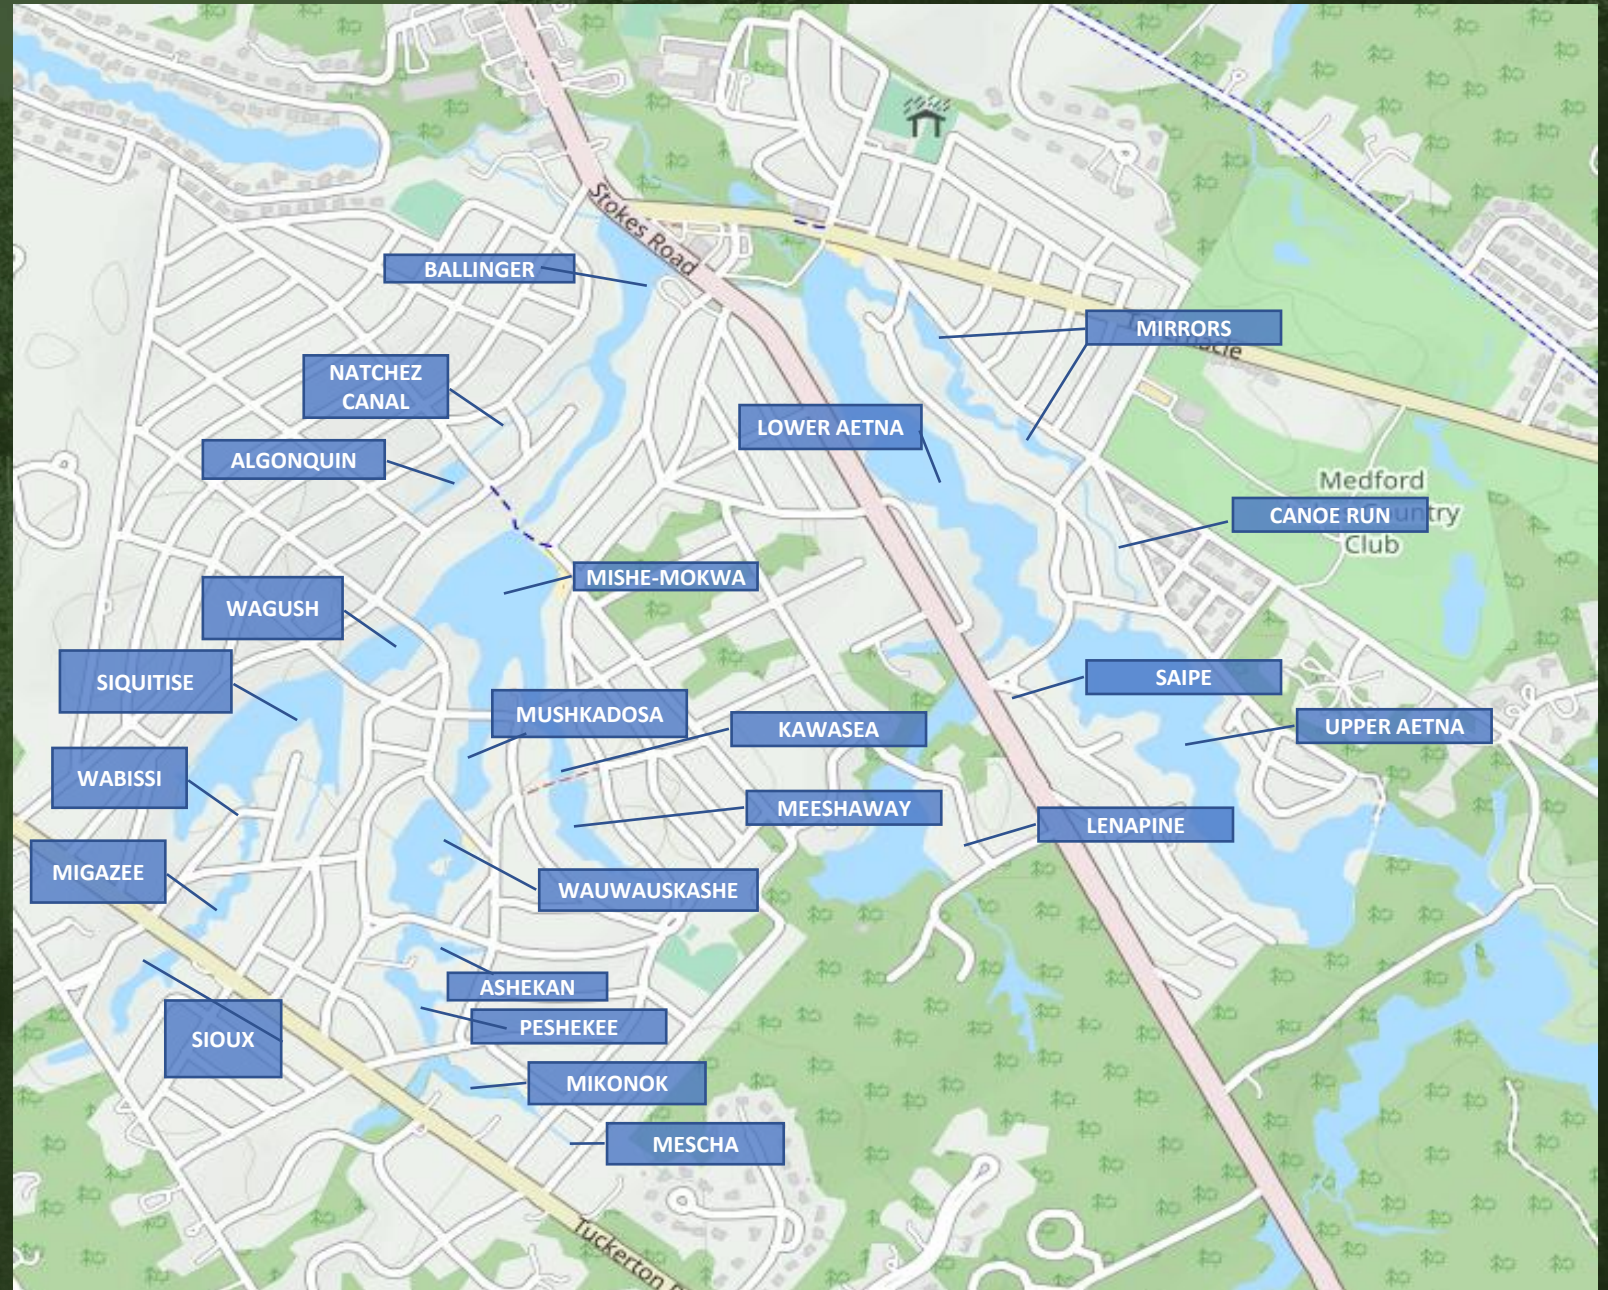 Stokes Road
BALLINGER
MIRRORS
NATCHEZ
CANAL
LOWER AETNA
ALGONQUIN
Medford
Club
CANOE RUN
MISHE-MOKWA
WAGUSH
SIQUITISE
SAIPE
MUSHKADOSA
KAWASEA
UPPER AETNA
WABISSI
MEESHAWAY
LENAPINE
MIGAZEE
WAUWAUSKASHE
ASHEKAN
PESHEKEE
SIOUX
MIKONOK
MESCHA
Tuckerton